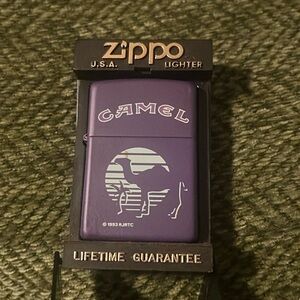 Zippo
U.S.A. LIGHTER
CAMEL
© 1993 RJRTC
LIFETIME GUARANTEE